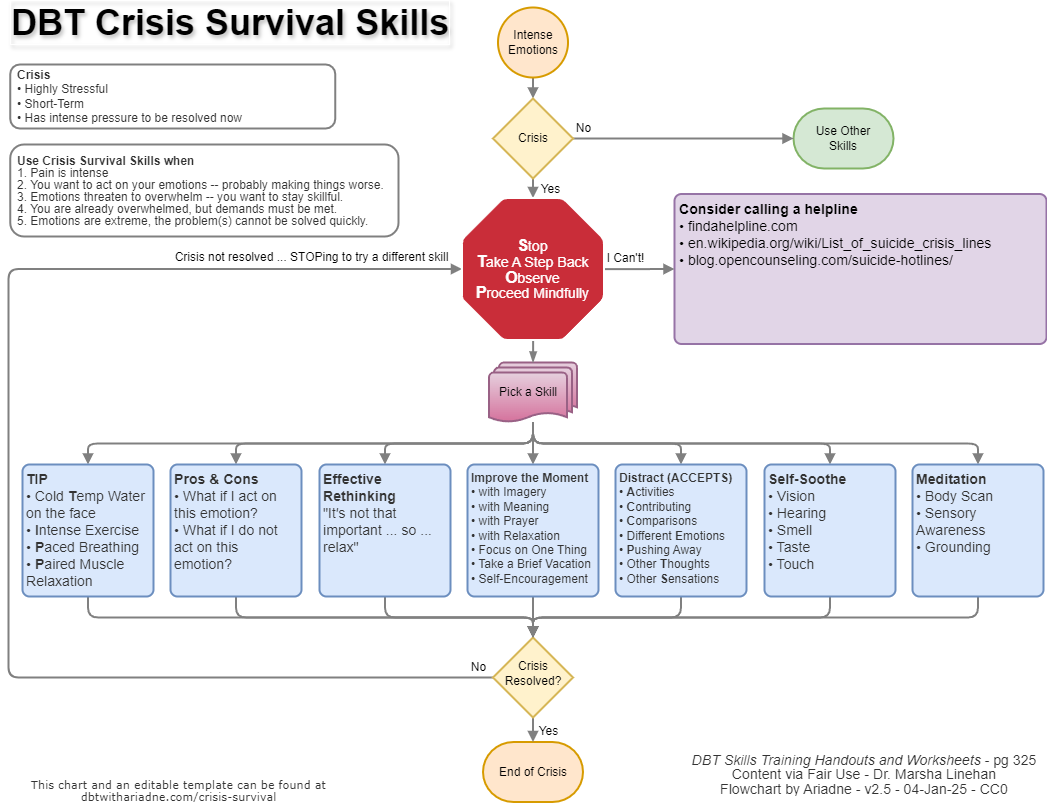 DBT Crisis Survival Skills
Intense
Emotions
Crisis
• Highly Stressful
• Short-Term
• Has intense pressure to be resolved now
Crisis
No
Use Other
Skills
Yes
Use Crisis Survival Skills when
1. Pain is intense
2. You want to act on your emotions -- probably making things worse.
3. Emotions threaten to overwhelm -- you want to stay skillful.
4. You are already overwhelmed, but demands must be met.
5. Emotions are extreme, the problem(s) cannot be solved quickly.
Crisis not resolved ... STOPing to try a different skill
Stop
Take A Step Back
Observe
Proceed Mindfully
I Can't!
Consider calling a helpline
• findahelpline.com
• en.wikipedia.org/wiki/List_of_suicide_crisis_lines
• blog.opencounseling.com/suicide-hotlines/
Pick a Skill
TIP
• Cold Temp Water
on the face
• Intense Exercise
• Paced Breathing
• Paired Muscle
Relaxation
Pros & Cons
• What if I act on
this emotion?
• What if I do not
act on this
emotion?
Effective
Rethinking
"It's not that
important ... so ...
relax"
Improve the Moment
• with Imagery
• with Meaning
• with Prayer
• with Relaxation
• Focus on One Thing
• Take a Brief Vacation
• Self-Encouragement
Distract (ACCEPTS)
• Activities
• Contributing
• Comparisons
• Different Emotions
• Pushing Away
• Other Thoughts
• Other Sensations
Self-Soothe
• Vision
• Hearing
• Smell
• Taste
• Touch
Meditation
• Body Scan
• Sensory
Awareness
• Grounding
No
Crisis
Resolved?
Yes
End of Crisis
This chart and an editable template can be found at
dbtwithariadne.com/crisis-survival
DBT Skills Training Handouts and Worksheets - pg 325
Content via Fair Use - Dr. Marsha Linehan
Flowchart by Ariadne - v2.5 - 04-Jan-25 - CC0